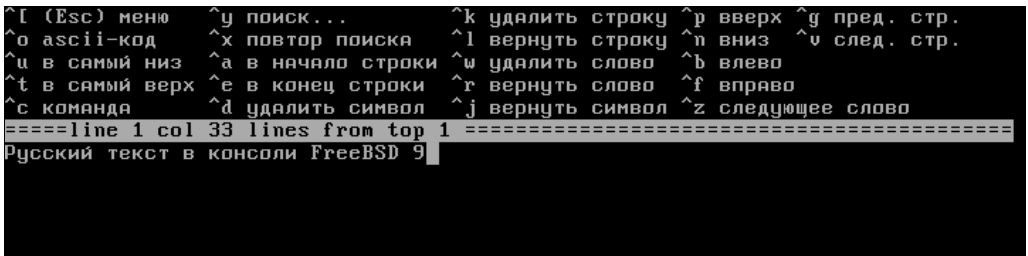 ^[ (Esc) меню ^y поиск... ^k удалить строку ^p вверх ^g пред. стр.
^o ascii-код ^x повтор поиска ^l вернуть строку ^n вниз ^v след. стр.
^u в самый низ ^a в начало строки ^w удалить слово ^b влево
^t в самый верх ^e в конец строки ^r вернуть слово ^f вправо
^c команда ^d удалить символ ^j вернуть символ ^z следующее слово
=====line 1 col 33 lines from top 1 ============================================
Русский текст в консоли FreeBSD 9